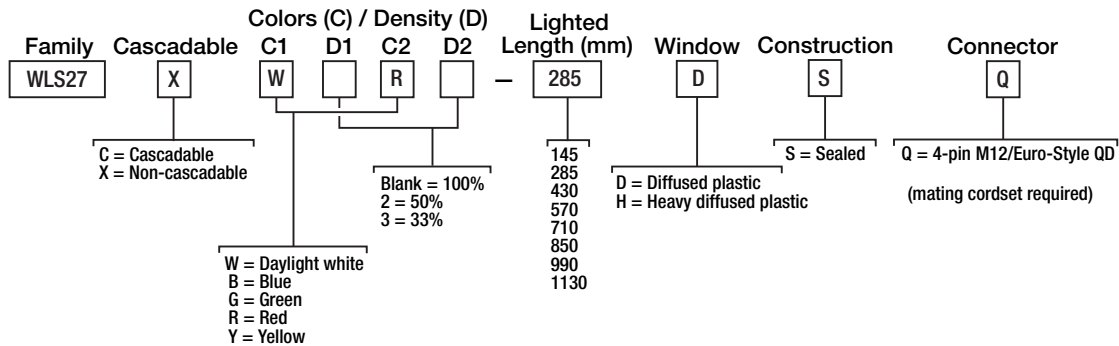 Colors (C) / Density (D)
Lighted
Family Cascadable C1 D1 C2 D2 Length (mm) Window Construction Connector
WLS27 X W R – 285 D S Q
C = Cascadable
X = Non-cascadable
Blank = 100%
2 = 50%
3 = 33%
W = Daylight white
B = Blue
G = Green
R = Red
Y = Yellow
145
285
430
570
710
850
990
1130
D = Diffused plastic
H = Heavy diffused plastic
S = Sealed
Q = 4-pin M12/Euro-Style QD
(mating cordset required)